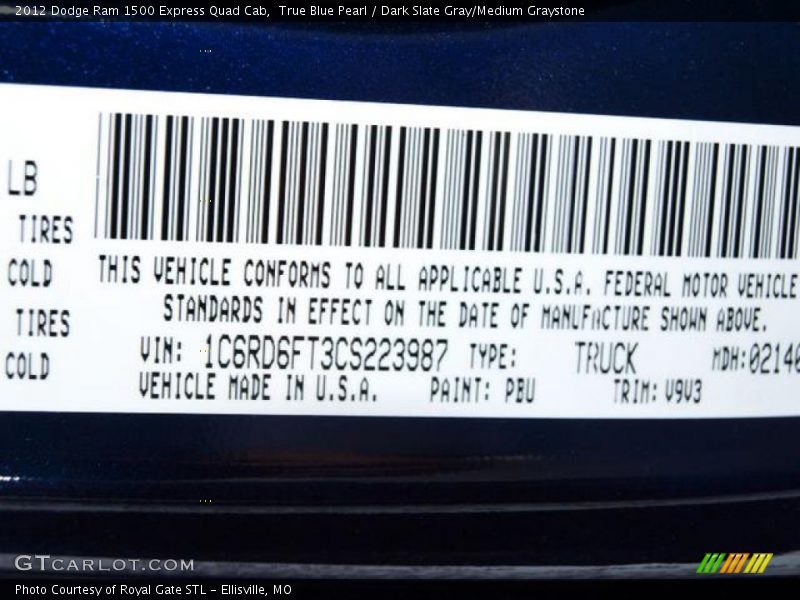 2012 Dodge Ram 1500 Express Quad Cab, True Blue Pearl / Dark Slate Gray/Medium Graystone
LB
TIRES
COLD
THIS VEHICLE CONFORMS TO ALL APPLICABLE U.S.A. FEDERAL MOTOR VEHICLE
STANDARDS IN EFFECT ON THE DATE OF MANUFACTURE SHOWN ABOVE.
TIRES
VIN: 1C6RD6FT3CS223987 TYPE: TRUCK MDH:02140
COLD
VEHICLE MADE IN U.S.A. PAINT: PBU TRIM: V9V3
GTCARLOT.COM
Photo Courtesy of Royal Gate STL - Ellisville, MO